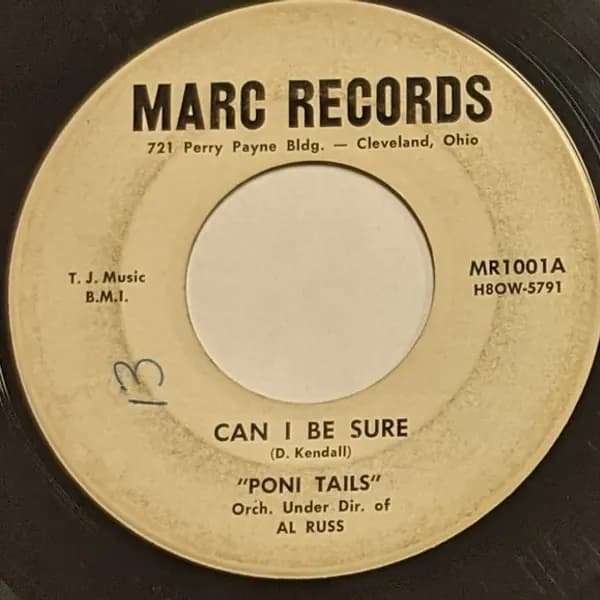 MARC RECORDS
721 Perry Payne Bldg. — Cleveland, Ohio
T. J. Music
B.M.I.
MR1001A
H8OW-5791
13
CAN I BE SURE
(D. Kendall)
"PONI TAILS"
Orch. Under Dir. of
AL RUSS